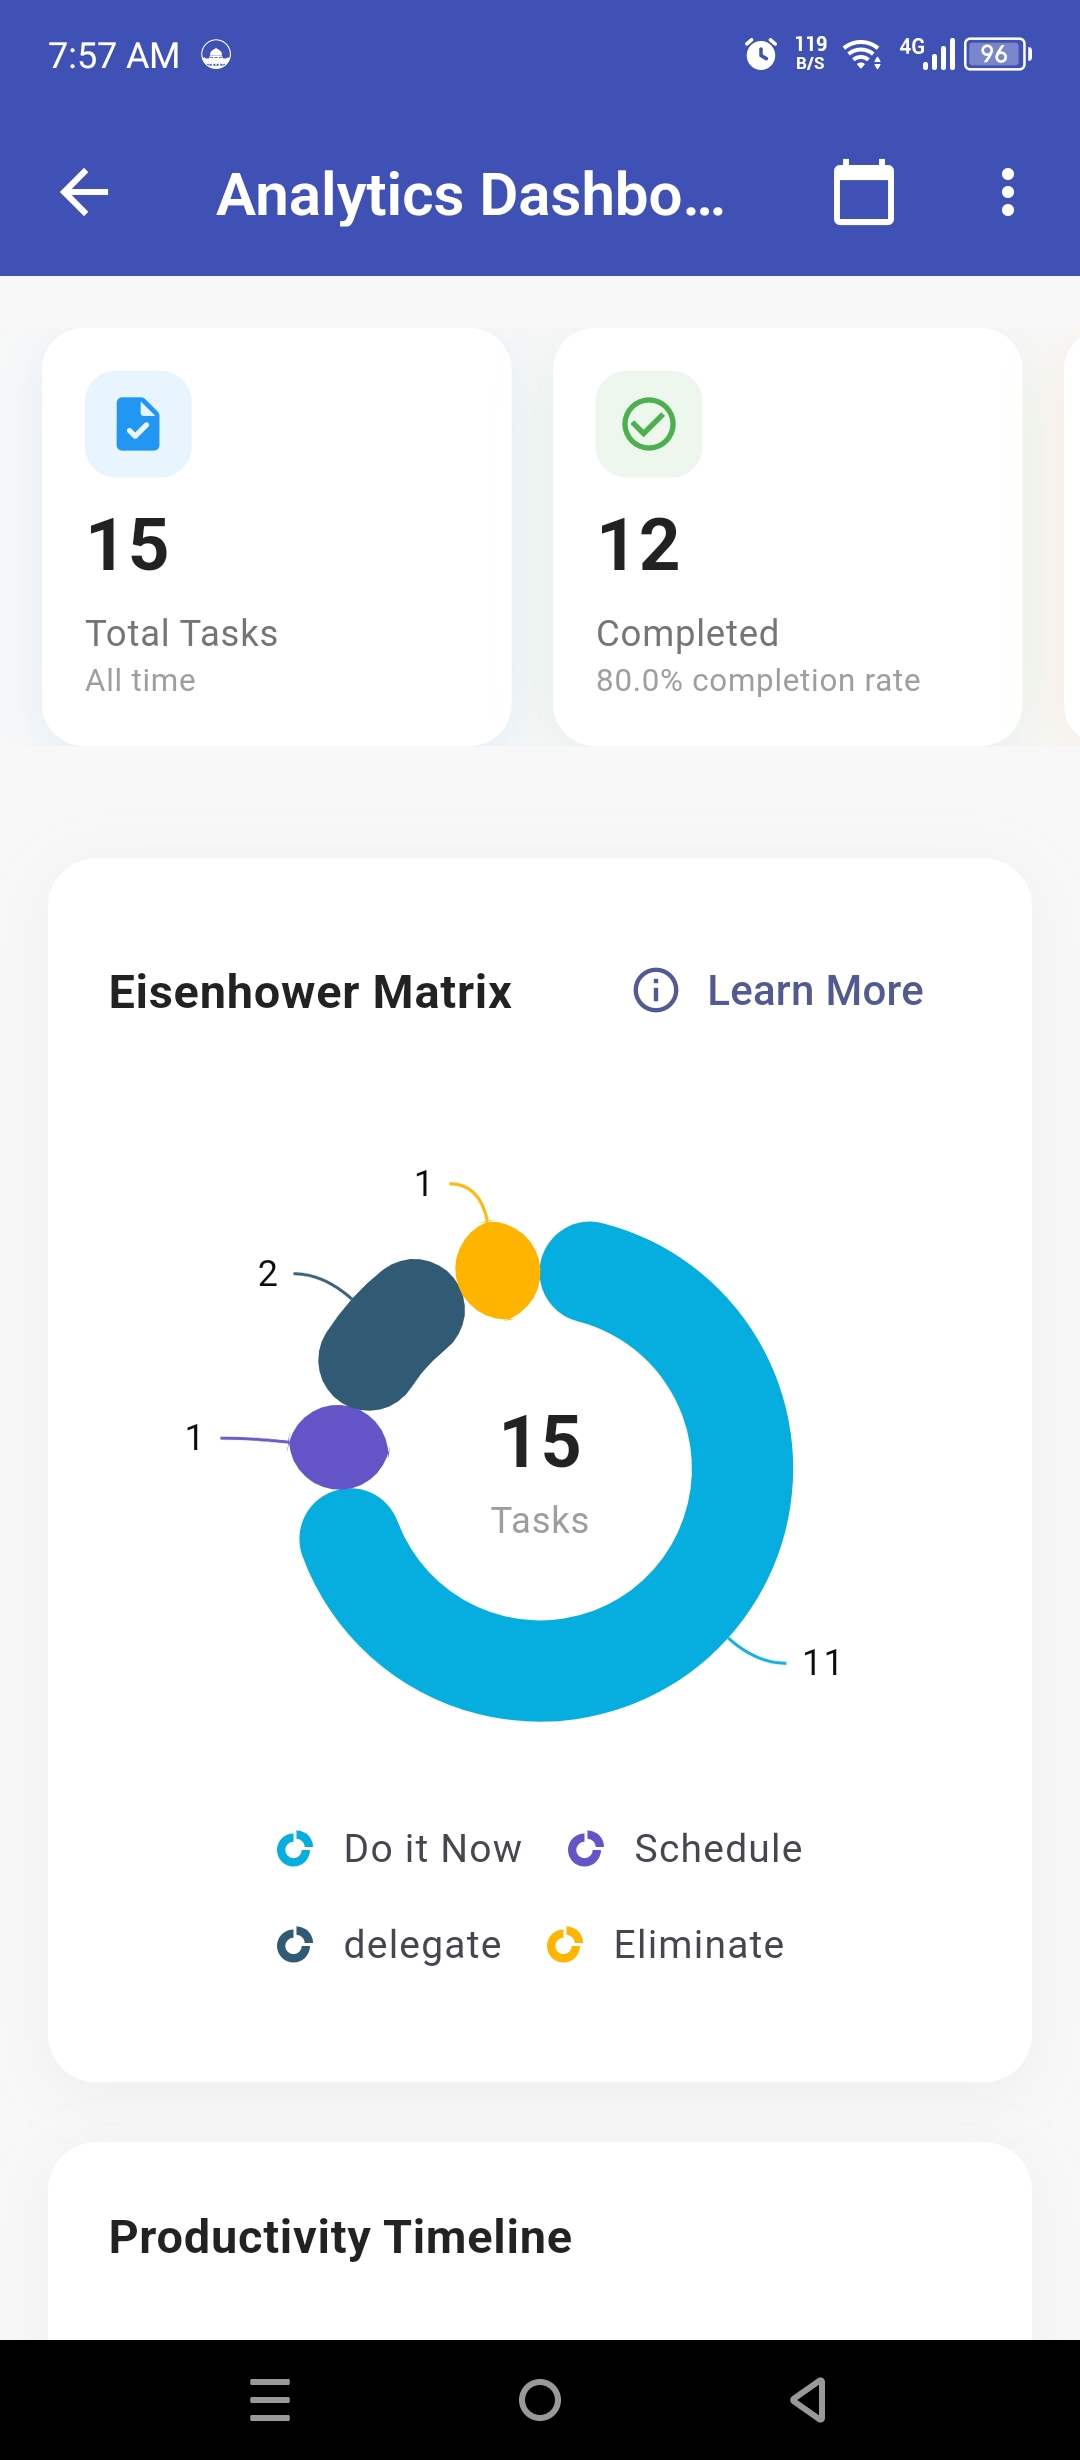 7:57 AM 119 B/S 4G 96
Analytics Dashbo...
15
Total Tasks
All time
12
Completed
80.0% completion rate
Eisenhower Matrix
Learn More
1
2
1
15
Tasks
11
Do it Now
Schedule
delegate
Eliminate
Productivity Timeline